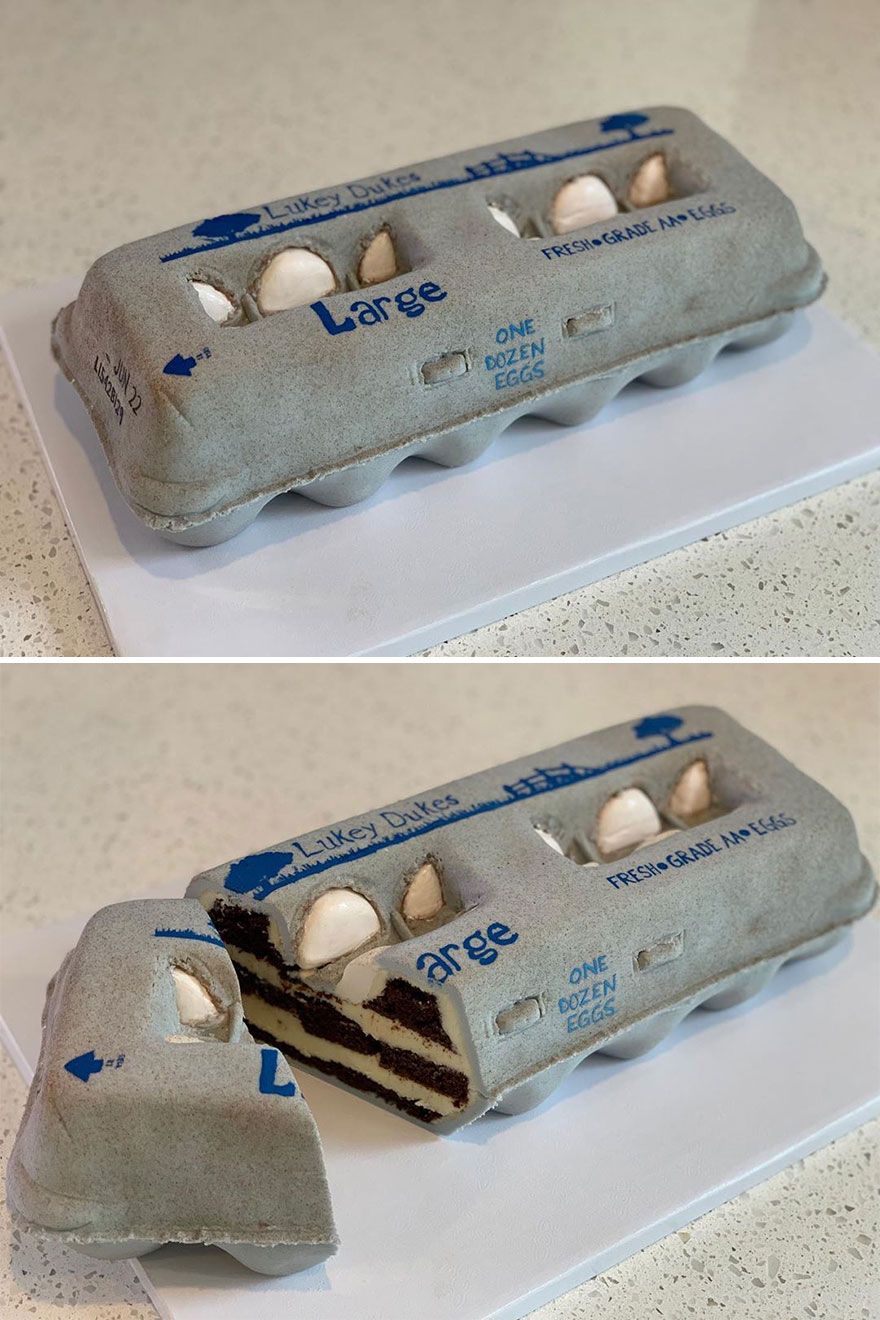 Lukey Dukes
FRESH•GRADE AA•EGGS
Large
ONE
DOZEN
EGGS
JUN 22
Lukey Dukes
FRESH•GRADE AA•EGGS
L
arge
ONE
DOZEN
EGGS